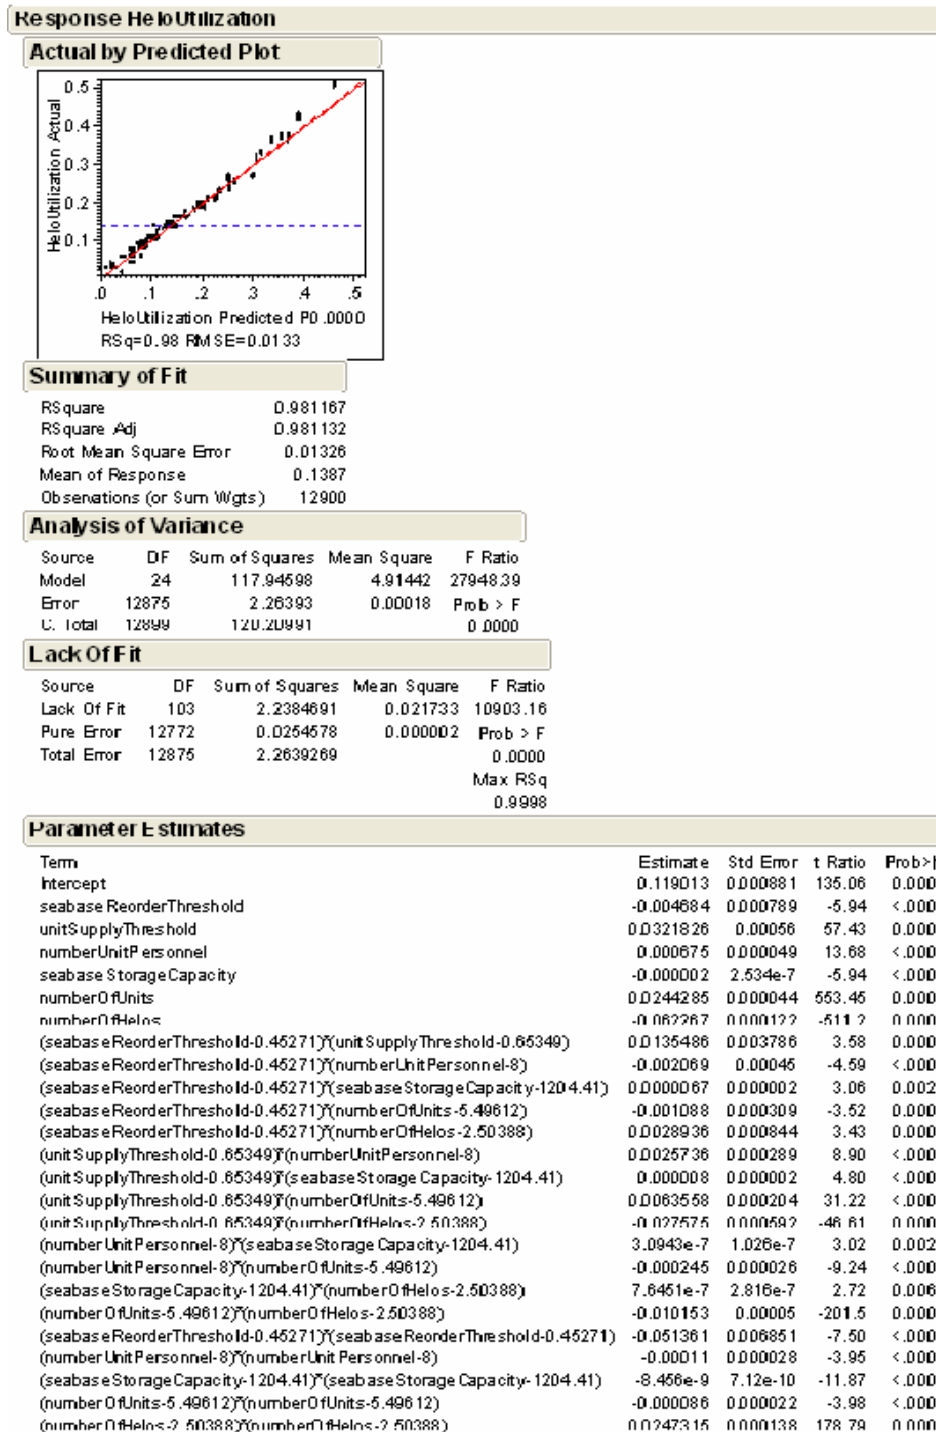 Response HeloUtilization
Actual by Predicted Plot
0.5
0.4
0.3
0.2
0.1
HeloUtilization Actual
.0 .1 .2 .3 .4 .5
HeloUtilization Predicted P0.0000
RSq=0.98 RMSE=0.0133
Summary of Fit
RSquare 0.981167
RSquare Adj 0.981132
Root Mean Square Error 0.01326
Mean of Response 0.1387
Observations (or Sum Wgts) 12900
Analysis of Variance
Source DF Sum of Squares Mean Square F Ratio
Model 24 117.94598 4.91442 27948.39
Error 12875 2.26393 0.00018 Prob > F
C. Total 12899 120.20991 0.0000
Lack Of Fit
Source DF Sum of Squares Mean Square F Ratio
Lack Of Fit 103 2.2384691 0.021733 10903.16
Pure Error 12772 0.0254578 0.000002 Prob > F
Total Error 12875 2.2639269 0.0000
Max RSq
0.9998
Parameter Estimates
Term Estimate Std Error t Ratio Prob>|
Intercept 0.119013 0.000881 135.06 0.000
seabaseReorderThreshold -0.004684 0.000789 -5.94 <.000
unitSupplyThreshold 0.0321826 0.00056 57.43 0.000
numberUnitPersonnel 0.000675 0.000049 13.68 <.000
seabaseStorageCapacity -0.000002 2.534e-7 -5.94 <.000
numberOfUnits 0.0244285 0.000044 553.45 0.000
numberOfHelos -0.062267 0.000122 -511.2 0.000
(seabaseReorderThreshold-0.45271)*(unitSupplyThreshold-0.65349) 0.0135486 0.003786 3.58 0.000
(seabaseReorderThreshold-0.45271)*(numberUnitPersonnel-8) -0.002069 0.00045 -4.59 <.000
(seabaseReorderThreshold-0.45271)*(seabaseStorageCapacity-1204.41) 0.0000067 0.000002 3.06 0.002
(seabaseReorderThreshold-0.45271)*(numberOfUnits-5.49612) -0.001088 0.000309 -3.52 0.000
(seabaseReorderThreshold-0.45271)*(numberOfHelos-2.50388) 0.0028936 0.000844 3.43 0.000
(unitSupplyThreshold-0.65349)*(numberUnitPersonnel-8) 0.0025736 0.000289 8.90 <.000
(unitSupplyThreshold-0.65349)*(seabaseStorageCapacity-1204.41) 0.000008 0.000002 4.80 <.000
(unitSupplyThreshold-0.65349)*(numberOfUnits-5.49612) 0.0063558 0.000204 31.22 <.000
(unitSupplyThreshold-0.65349)*(numberOfHelos-2.50388) -0.027575 0.000592 -46.61 0.000
(numberUnitPersonnel-8)*(seabaseStorageCapacity-1204.41) 3.0943e-7 1.026e-7 3.02 0.002
(numberUnitPersonnel-8)*(numberOfUnits-5.49612) -0.000245 0.000026 -9.24 <.000
(seabaseStorageCapacity-1204.41)*(numberOfHelos-2.50388) 7.6451e-7 2.816e-7 2.72 0.006
(numberOfUnits-5.49612)*(numberOfHelos-2.50388) -0.010153 0.00005 -201.5 0.000
(seabaseReorderThreshold-0.45271)*(seabaseReorderThreshold-0.45271) -0.051361 0.006851 -7.50 <.000
(numberUnitPersonnel-8)*(numberUnitPersonnel-8) -0.00011 0.000028 -3.95 <.000
(seabaseStorageCapacity-1204.41)*(seabaseStorageCapacity-1204.41) -8.456e-9 7.12e-10 -11.87 <.000
(numberOfUnits-5.49612)*(numberOfUnits-5.49612) -0.000086 0.000022 -3.98 <.000
(numberOfHelos-2.50388)*(numberOfHelos-2.50388) 0.0247315 0.000138 178.79 0.000